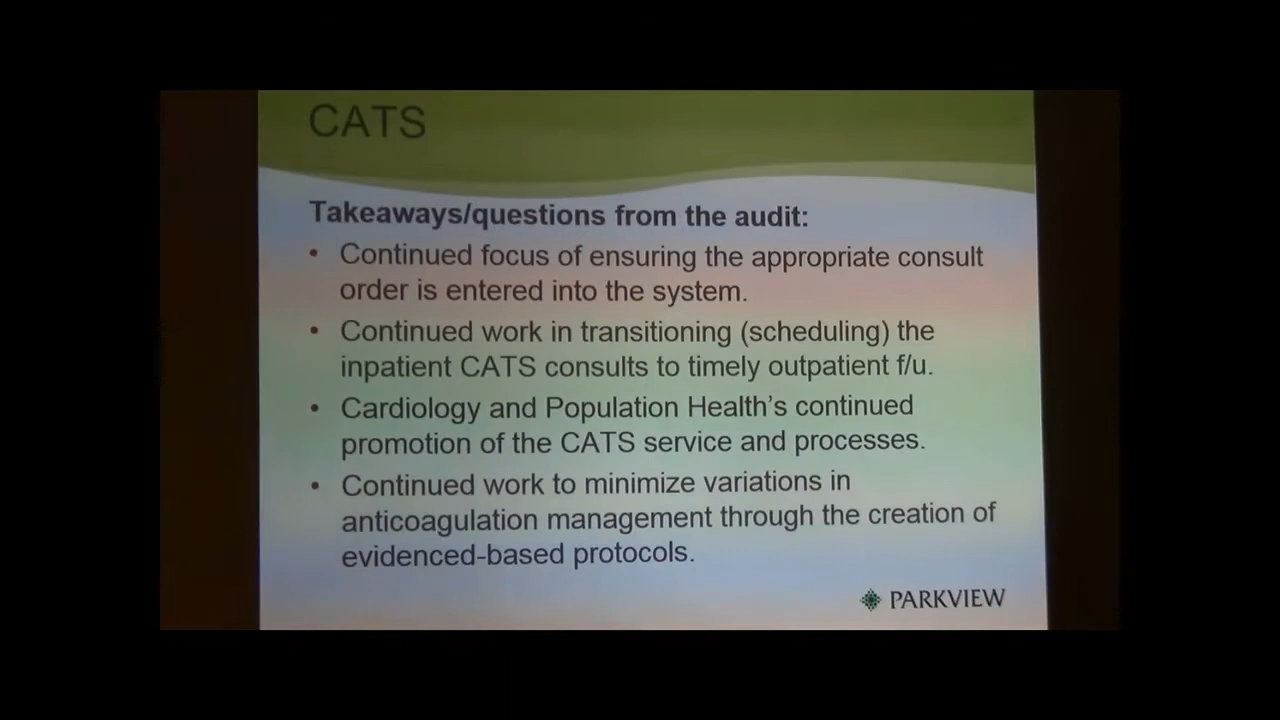 CATS
Takeaways/questions from the audit:
• Continued focus of ensuring the appropriate consult
order is entered into the system.
• Continued work in transitioning (scheduling) the
inpatient CATS consults to timely outpatient f/u.
• Cardiology and Population Health's continued
promotion of the CATS service and processes.
• Continued work to minimize variations in
anticoagulation management through the creation of
evidenced-based protocols.
PARKVIEW